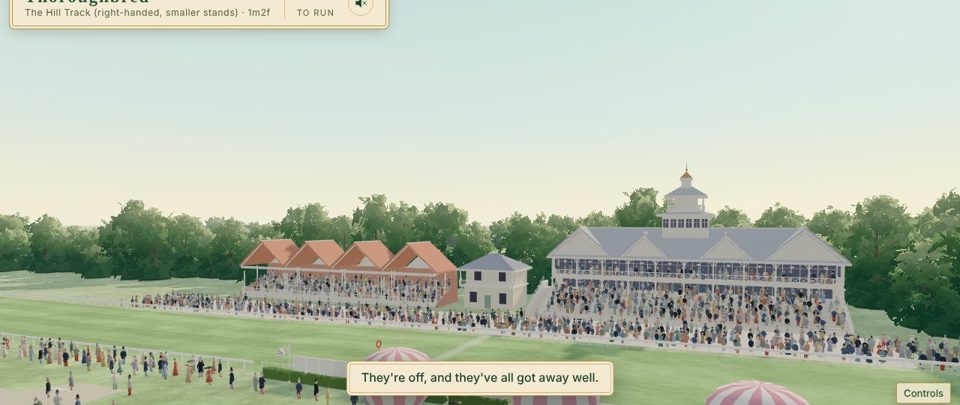 Thoroughbred
The Hill Track (right-handed, smaller stands) · 1m2f
TO RUN
They're off, and they've all got away well.
Controls